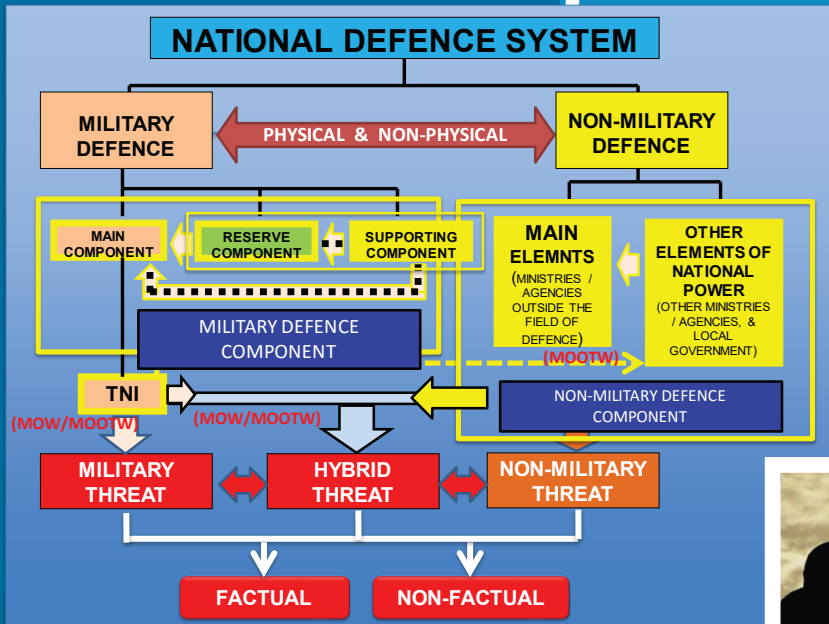 NATIONAL DEFENCE SYSTEM
MILITARY
DEFENCE
PHYSICAL & NON-PHYSICAL
NON-MILITARY
DEFENCE
MAIN
COMPONENT
RESERVE
COMPONENT
SUPPORTING
COMPONENT
MAIN
ELEMNTS
(MINISTRIES /
AGENCIES
OUTSIDE THE
FIELD OF
DEFENCE)
OTHER
ELEMENTS OF
NATIONAL
POWER
(OTHER MINISTRIES
/ AGENCIES, &
LOCAL
GOVERNMENT)
MILITARY DEFENCE
COMPONENT
(MOOTW)
TNI
(MOW/MOOTW)
(MOW/MOOTW)
NON-MILITARY DEFENCE
COMPONENT
MILITARY
THREAT
HYBRID
THREAT
NON-MILITARY
THREAT
FACTUAL
NON-FACTUAL